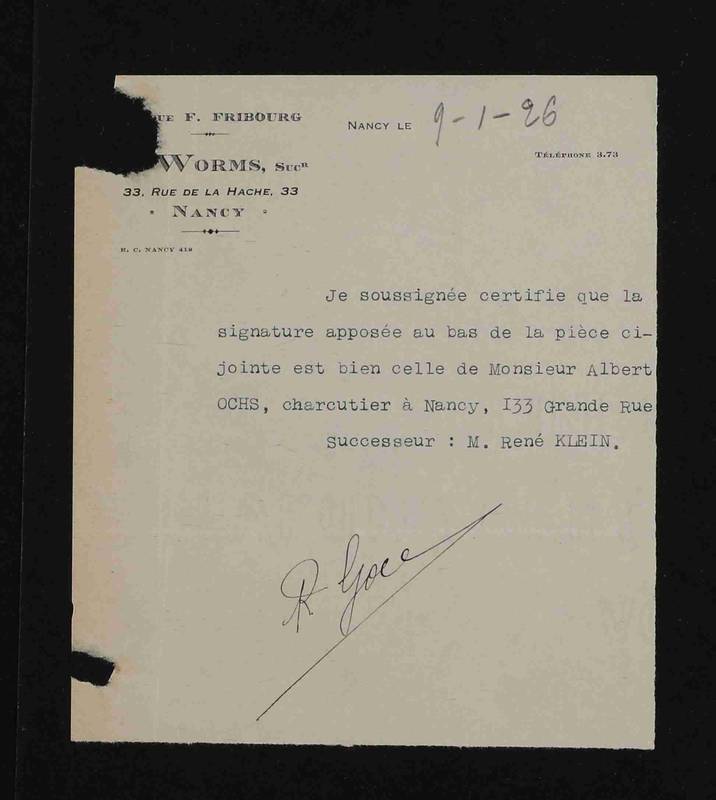 F. FRIBOURG
NANCY LE 9-1-26
TÉLÉPHONE 3.73
WORMS, SUCR
33, RUE DE LA HACHE, 33
NANCY
R. C. NANCY 419
Je soussignée certifie que la
signature apposée au bas de la pièce ci-
jointe est bien celle de Monsieur Albert
OCHS, charcutier à Nancy, I33 Grande Rue
Successeur : M. René KLEIN.